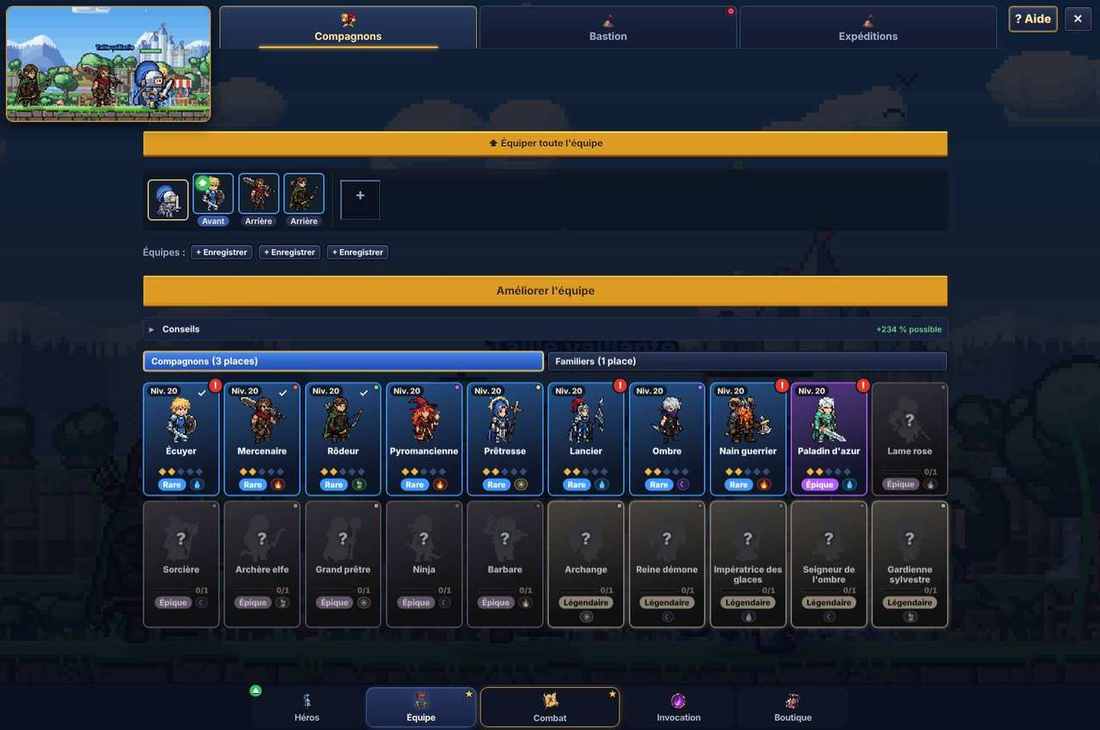 Compagnons
Bastion
Expéditions
? Aide
Équiper toute l'équipe
Avant
Arrière
Arrière
+
Équipes :
+ Enregistrer
+ Enregistrer
+ Enregistrer
Améliorer l'équipe
Conseils
+234 % possible
Compagnons (3 places)
Familiers (1 place)
Niv. 20
!
Niv. 20
Niv. 20
Niv. 20
Niv. 20
Niv. 20
!
Niv. 20
Niv. 20
!
Niv. 20
!
?
Écuyer
Mercenaire
Rôdeur
Pyromancienne
Prêtresse
Lancier
Ombre
Nain guerrier
Paladin d'azur
Lame rose
0/1
Rare
Rare
Rare
Rare
Rare
Rare
Rare
Rare
Épique
Épique
?
?
?
?
?
?
?
?
?
?
Sorcière
Archère elfe
Grand prêtre
Ninja
Barbare
Archange
Reine démone
Impératrice des
glaces
Seigneur de
l'ombre
Gardienne
sylvestre
0/1
0/1
0/1
0/1
0/1
0/1
0/1
0/1
0/1
0/1
Épique
Épique
Épique
Épique
Épique
Légendaire
Légendaire
Légendaire
Légendaire
Légendaire
Héros
Équipe
Combat
Invocation
Boutique